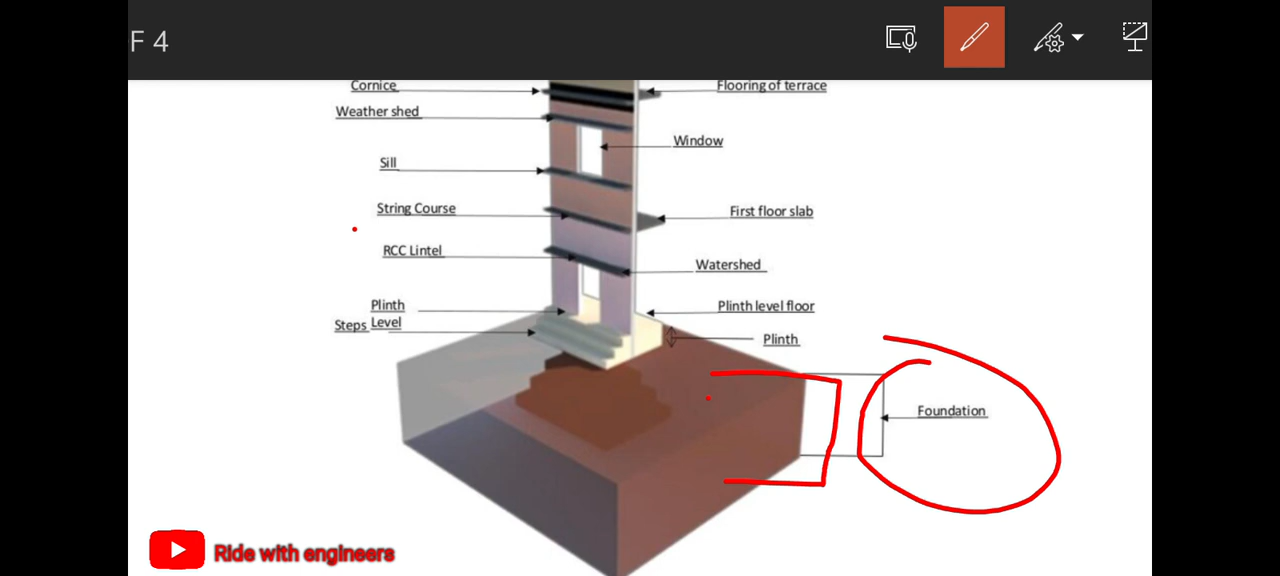 F 4
Cornice
Flooring of terrace
Weather shed
Window
Sill
String Course
First floor slab
RCC Lintel
Watershed
Plinth
Level
Plinth level floor
Steps
Plinth
Foundation
Ride with engineers